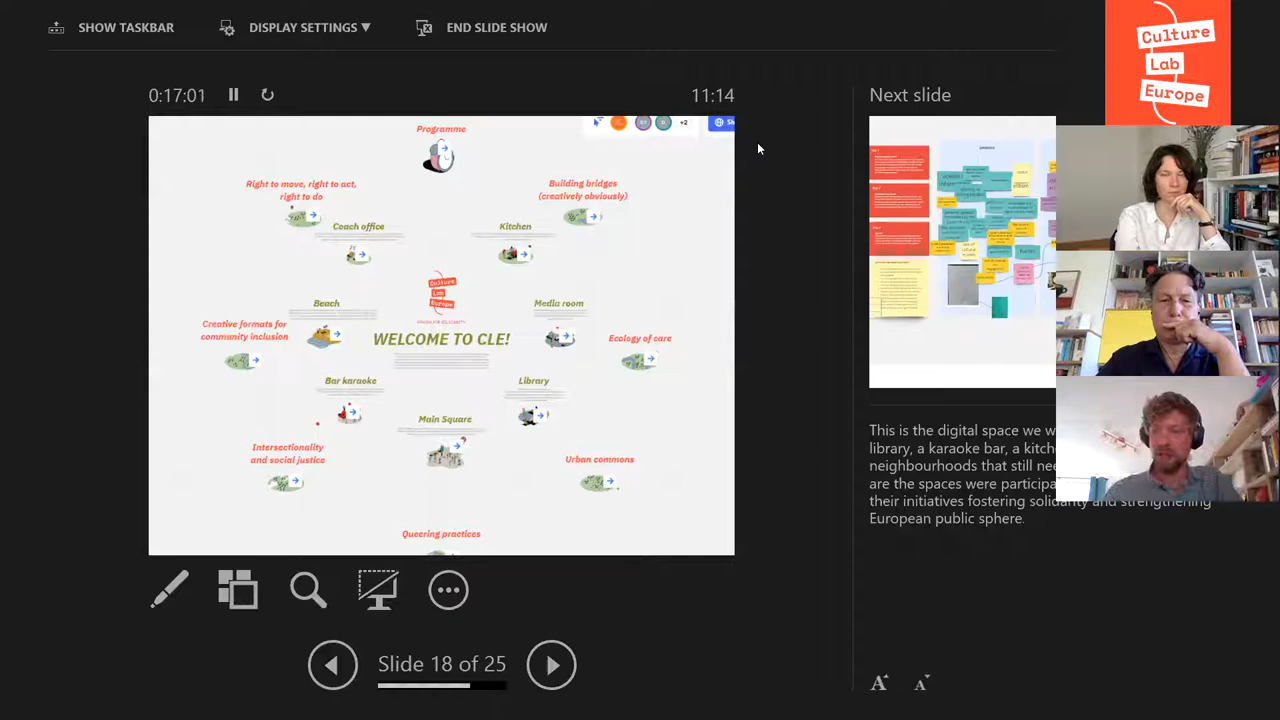 SHOW TASKBAR
DISPLAY SETTINGS ▼
END SLIDE SHOW
Culture
Lab
Europe
0:17:01
11:14
Next slide
Programme
+2
Sh
Right to move, right to act,
right to do
Building bridges
(creatively obviously)
Coach office
Kitchen
Culture
Lab
Europe
Beach
Media room
Creative formats for
community inclusion
WELCOME TO CLE!
Ecology of care
Bar karaoke
Library
Main Square
Intersectionality
and social justice
Urban commons
Queering practices
This is the digital space we w
library, a karaoke bar, a kitch
neighbourhoods that still nee
are the spaces were participa
their initiatives fostering solidarity and strengthening
European public sphere.
Slide 18 of 25
A
A